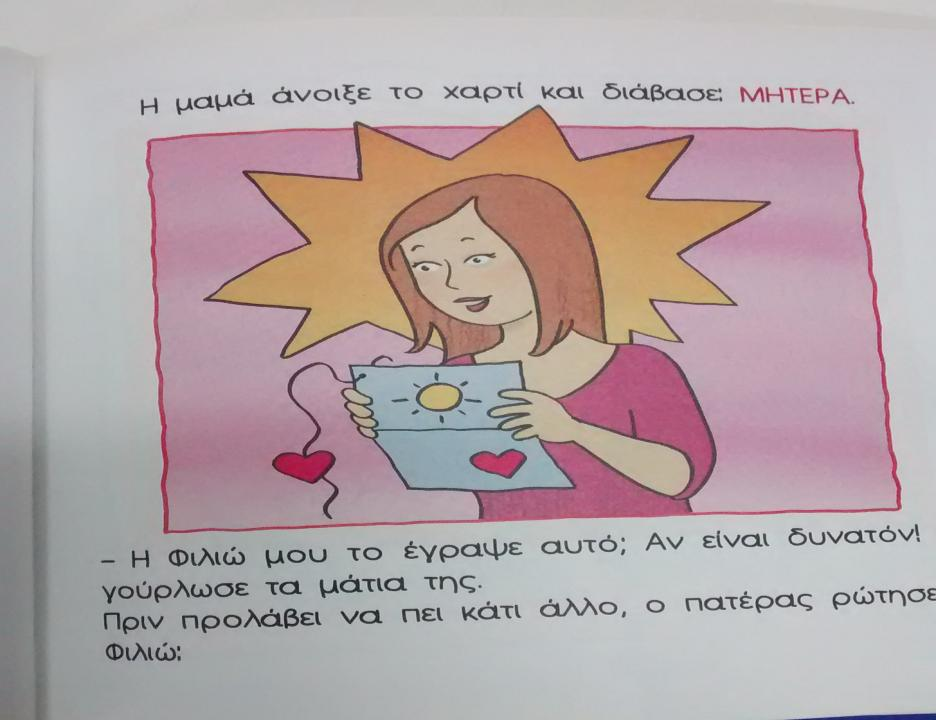 Η μαμά άνοιξε το χαρτί και διάβασε: ΜΗΤΕΡΑ.
– Η Φιλιώ μου το έγραψε αυτό; Αν είναι δυνατόν!
γούρλωσε τα μάτια της.
Πριν προλάβει να πει κάτι άλλο, ο πατέρας ρώτησε
Φιλιώ: